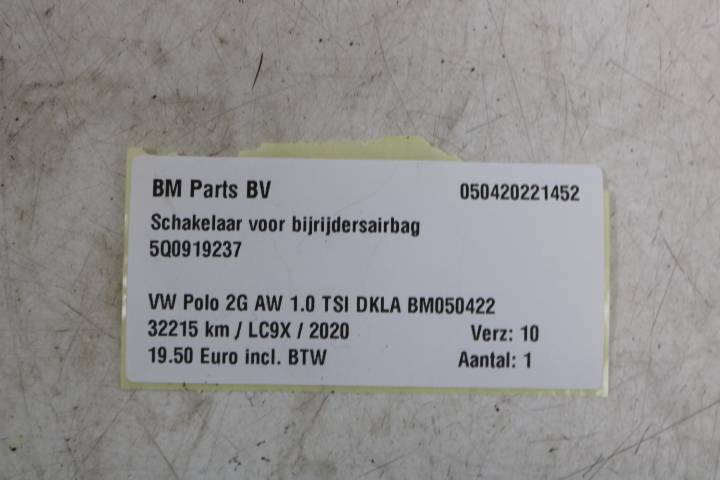 BM Parts BV 050420221452
Schakelaar voor bijrijdersairbag
5Q0919237
VW Polo 2G AW 1.0 TSI DKLA BM050422
32215 km / LC9X / 2020 Verz: 10
19.50 Euro incl. BTW Aantal: 1